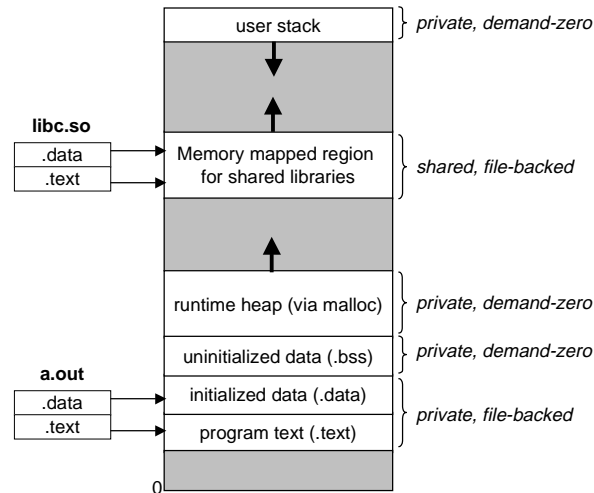 user stack
private, demand-zero
libc.so
.data
.text
Memory mapped region
for shared libraries
shared, file-backed
runtime heap (via malloc)
private, demand-zero
uninitialized data (.bss)
private, demand-zero
a.out
.data
.text
initialized data (.data)
program text (.text)
private, file-backed
0